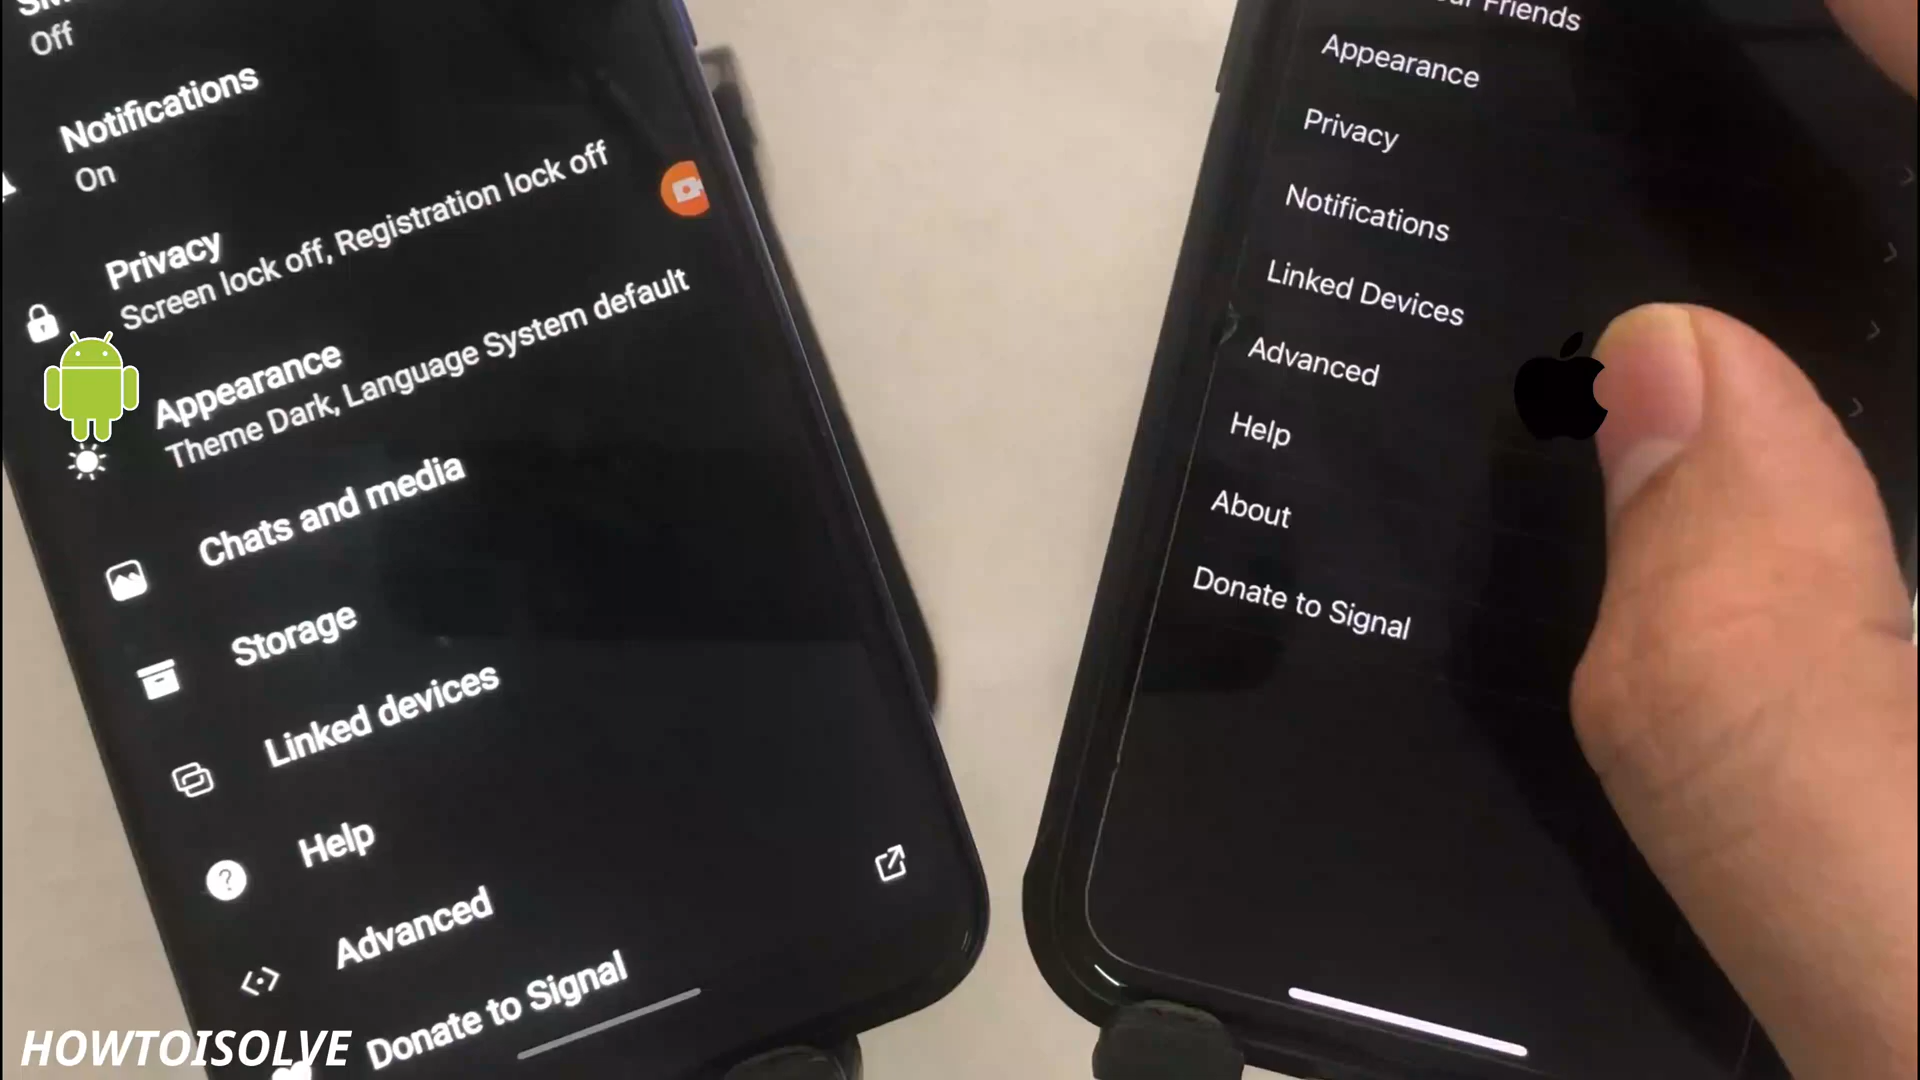 Off
Notifications
On
Privacy
Screen lock off, Registration lock off
Appearance
Theme Dark, Language System default
Chats and media
Storage
Linked devices
Help
Advanced
Donate to Signal
Friends
Appearance
Privacy
Notifications
Linked Devices
Advanced
Help
About
Donate to Signal
HOWTOISOLVE